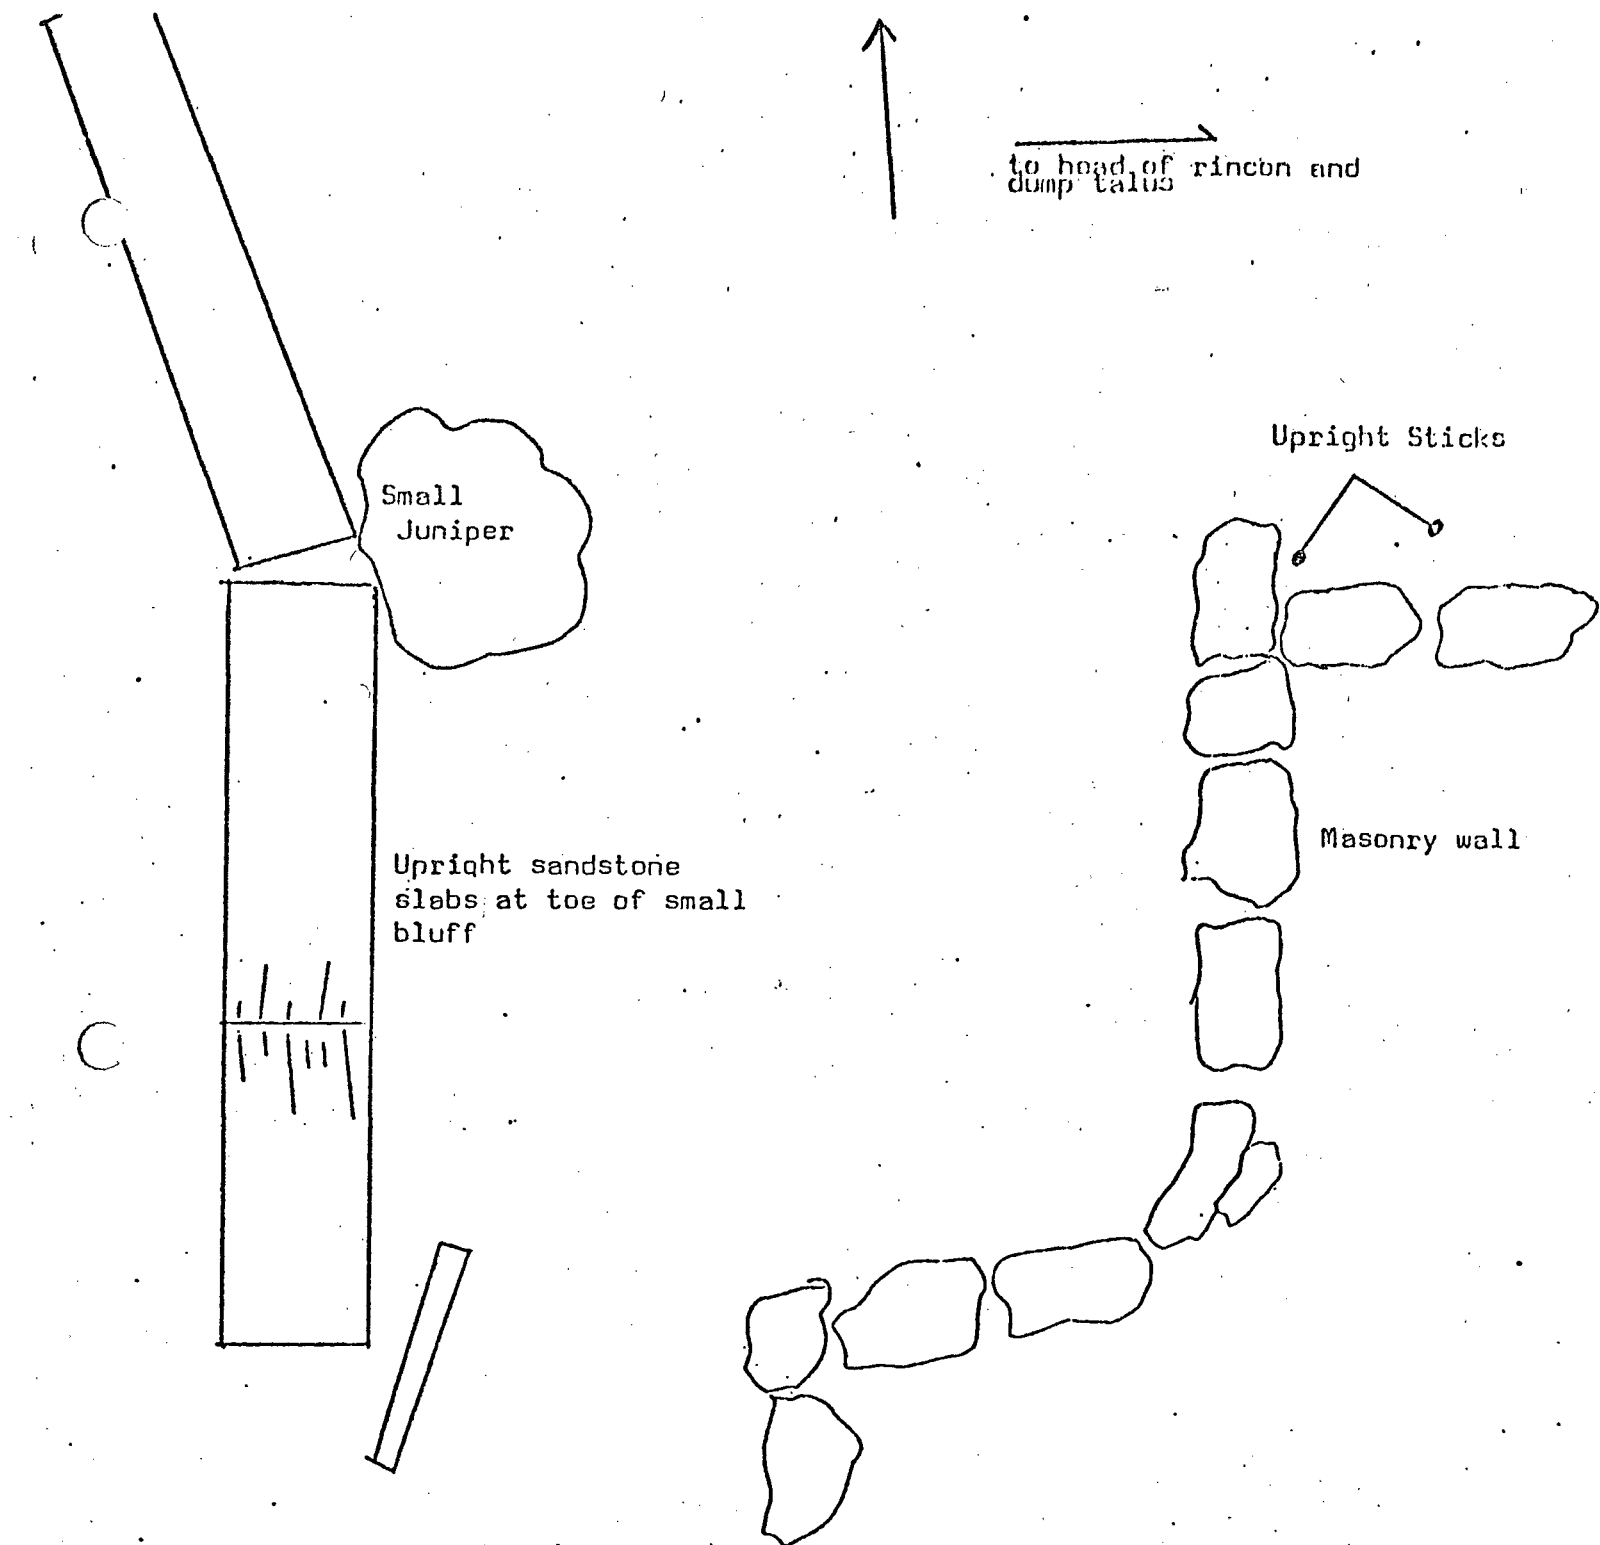 to head of rincon and
dump talus
Upright Sticks
Small
Juniper
Masonry wall
Upright sandstone
slabs at toe of small
bluff